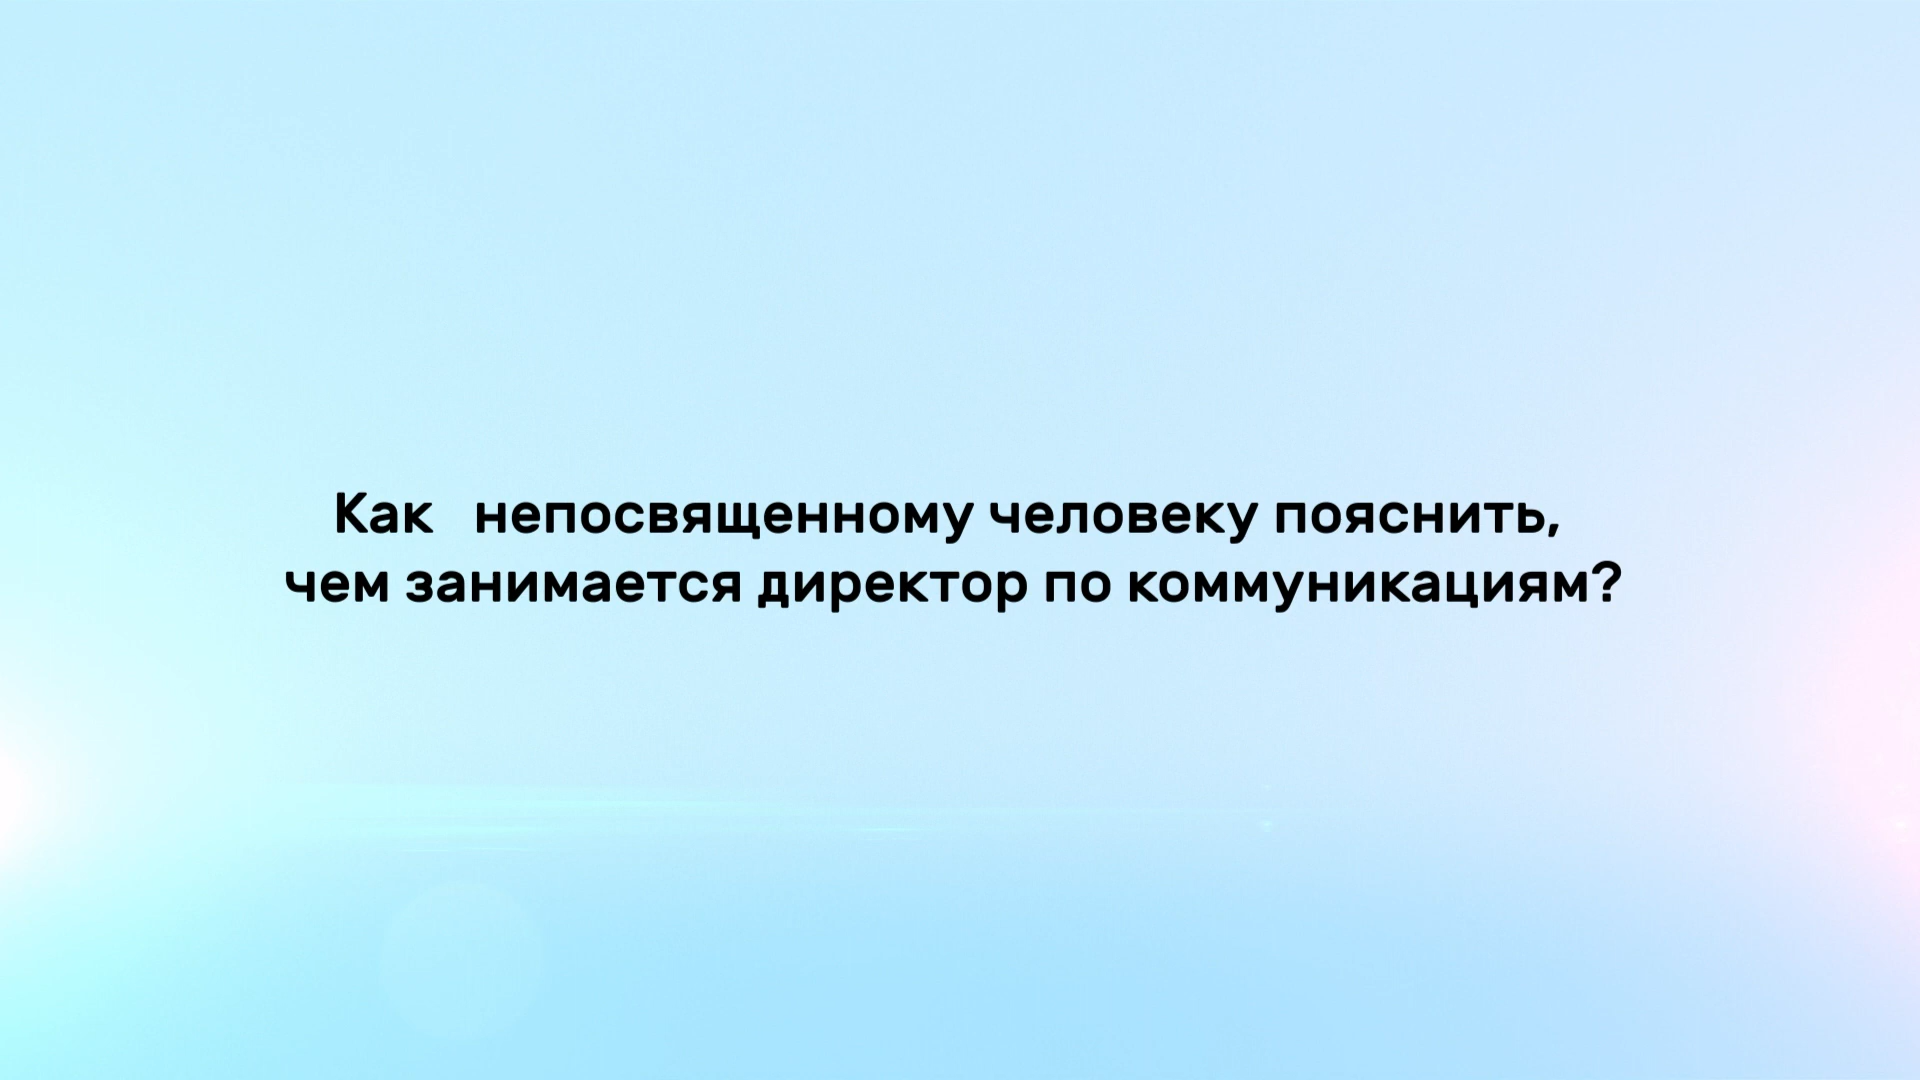 Как непосвященному человеку пояснить,
чем занимается директор по коммуникациям?